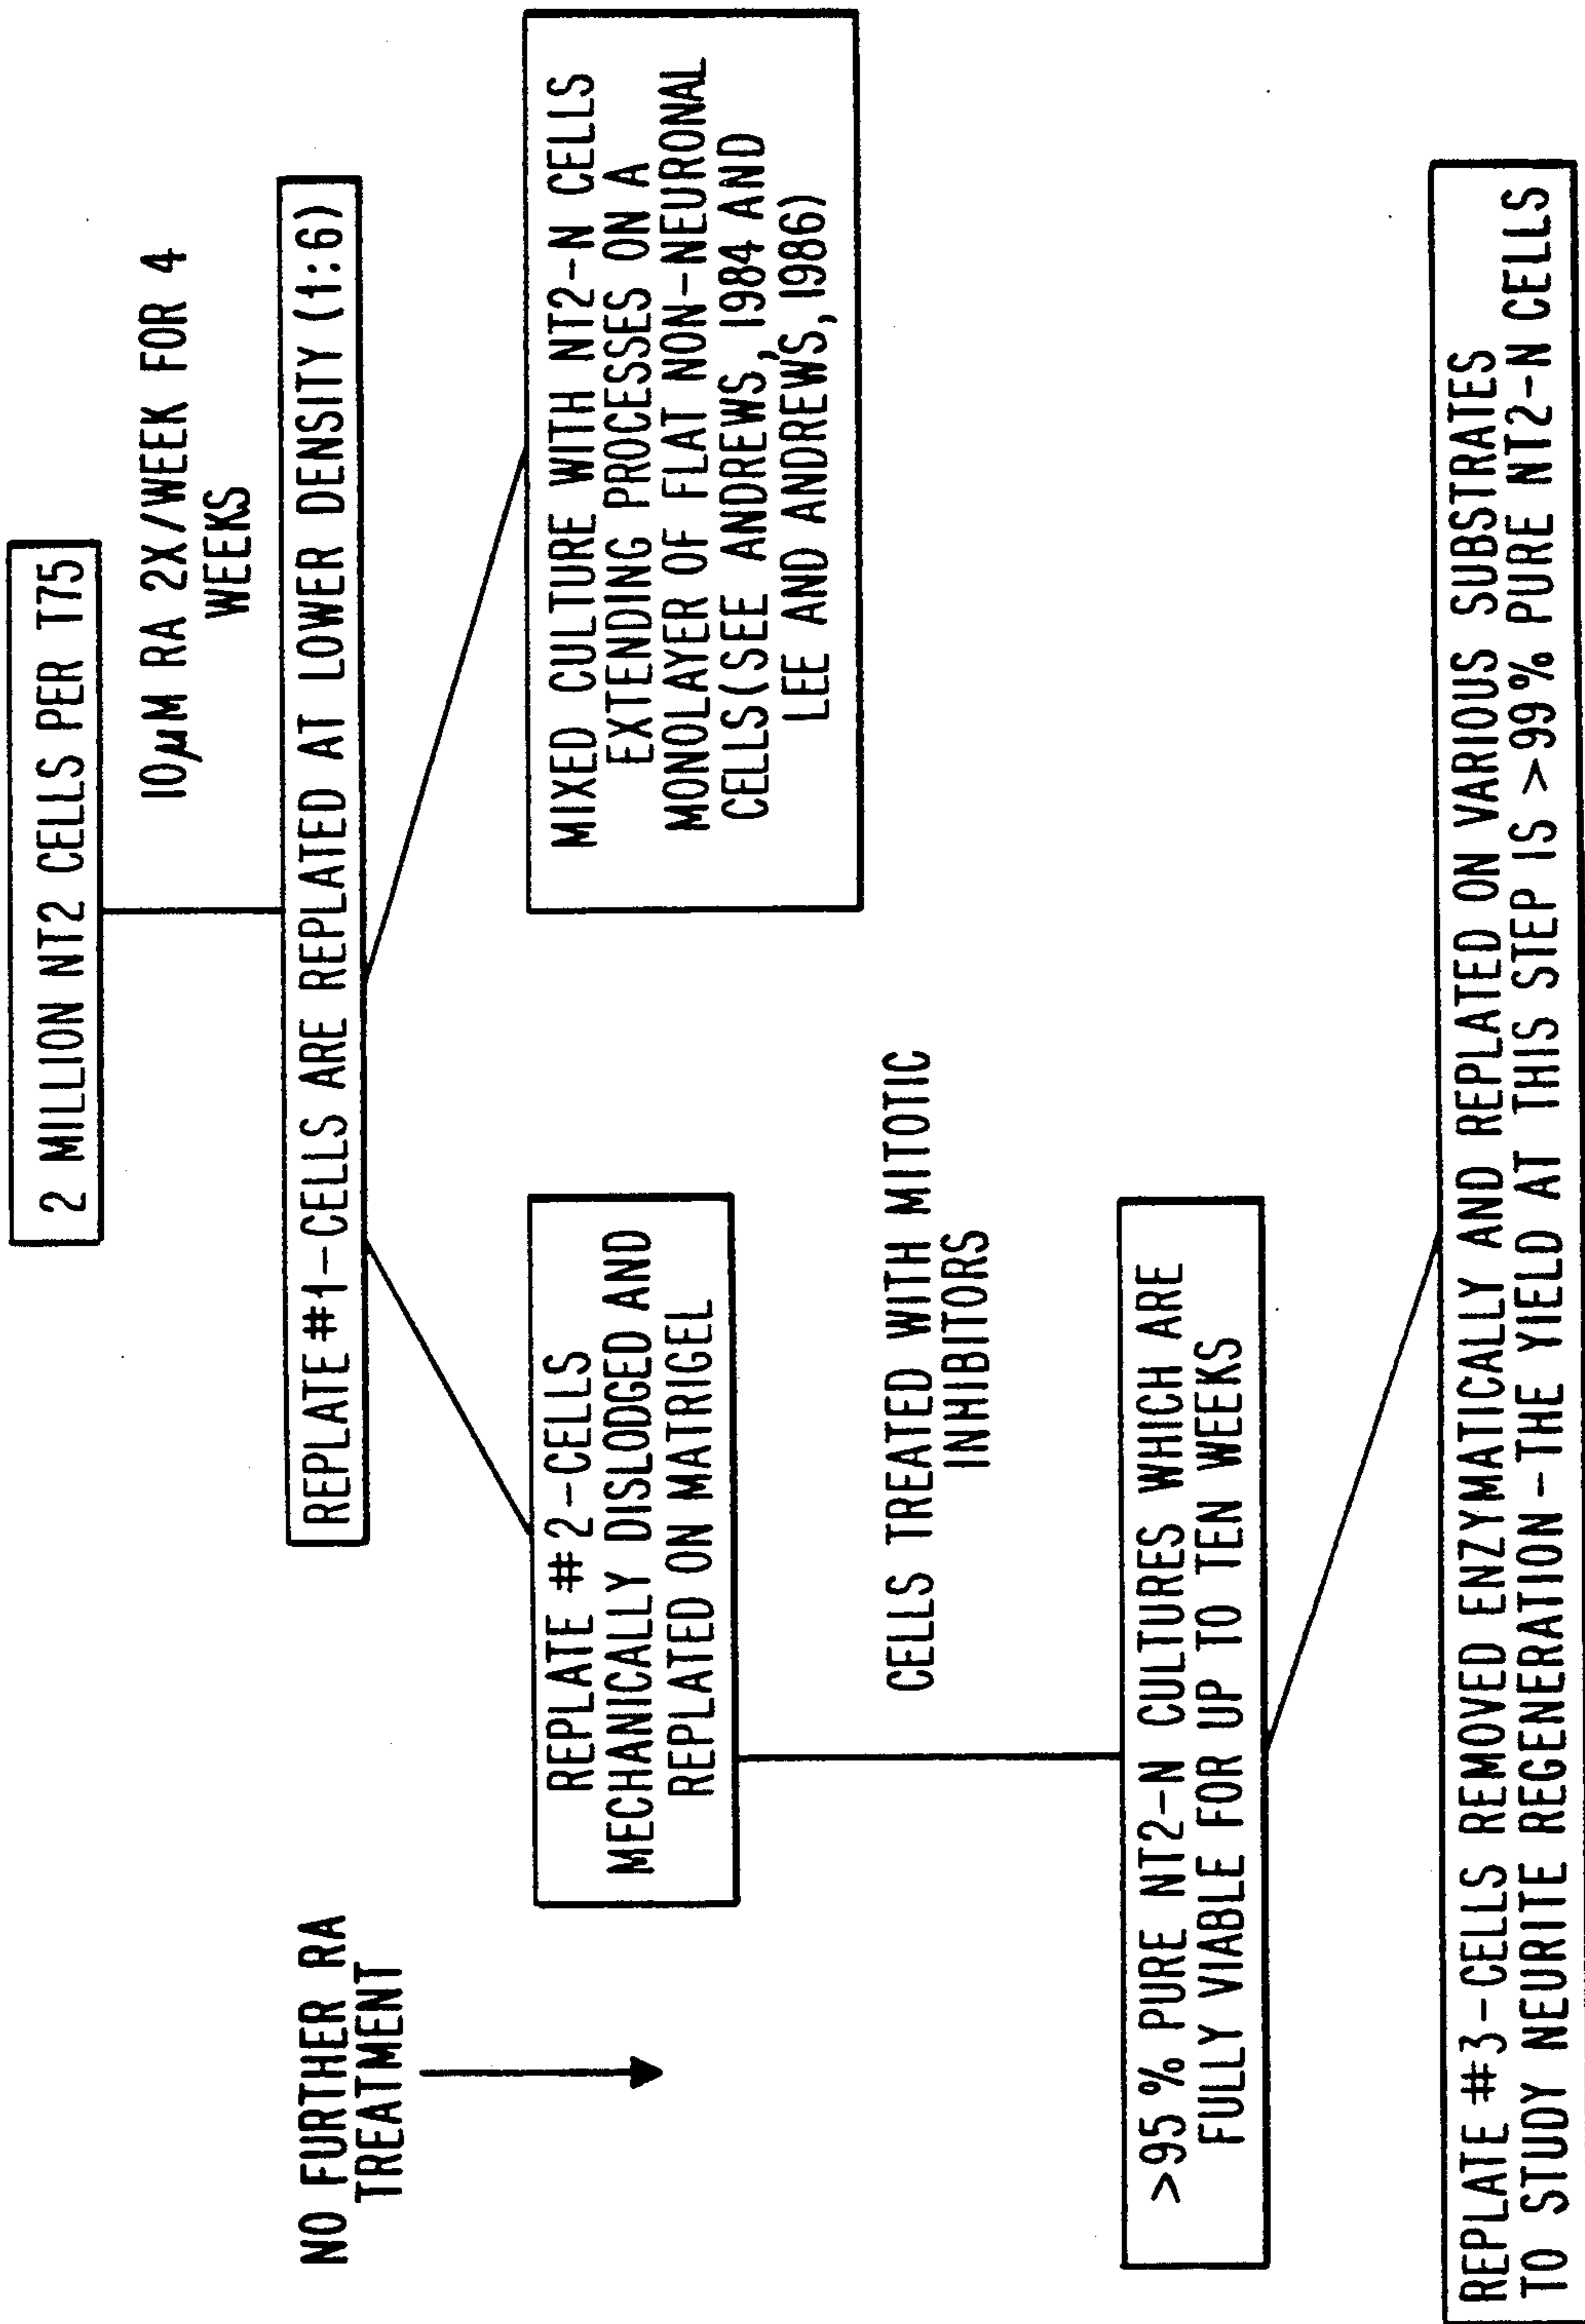 2 MILLION NT2 CELLS PER T75
10μM RA 2X/WEEK FOR 4
WEEKS
NO FURTHER RA
TREATMENT
REPLATE #1-CELLS ARE REPLATED AT LOWER DENSITY (1:6)
REPLATE #2-CELLS
MECHANICALLY DISLODGED AND
REPLATED ON MATRIGEL
MIXED CULTURE WITH NT2-N CELLS
EXTENDING PROCESSES ON A
MONOLAYER OF FLAT NON-NEURONAL
CELLS(SEE ANDREWS, 1984 AND
LEE AND ANDREWS, 1986)
CELLS TREATED WITH MITOTIC
INHIBITORS
>95 % PURE NT2-N CULTURES WHICH ARE
FULLY VIABLE FOR UP TO TEN WEEKS
REPLATE #3-CELLS REMOVED ENZYMATICALLY AND REPLATED ON VARIOUS SUBSTRATES
TO STUDY NEURITE REGENERATION-THE YIELD AT THIS STEP IS >99% PURE NT2-N CELLS